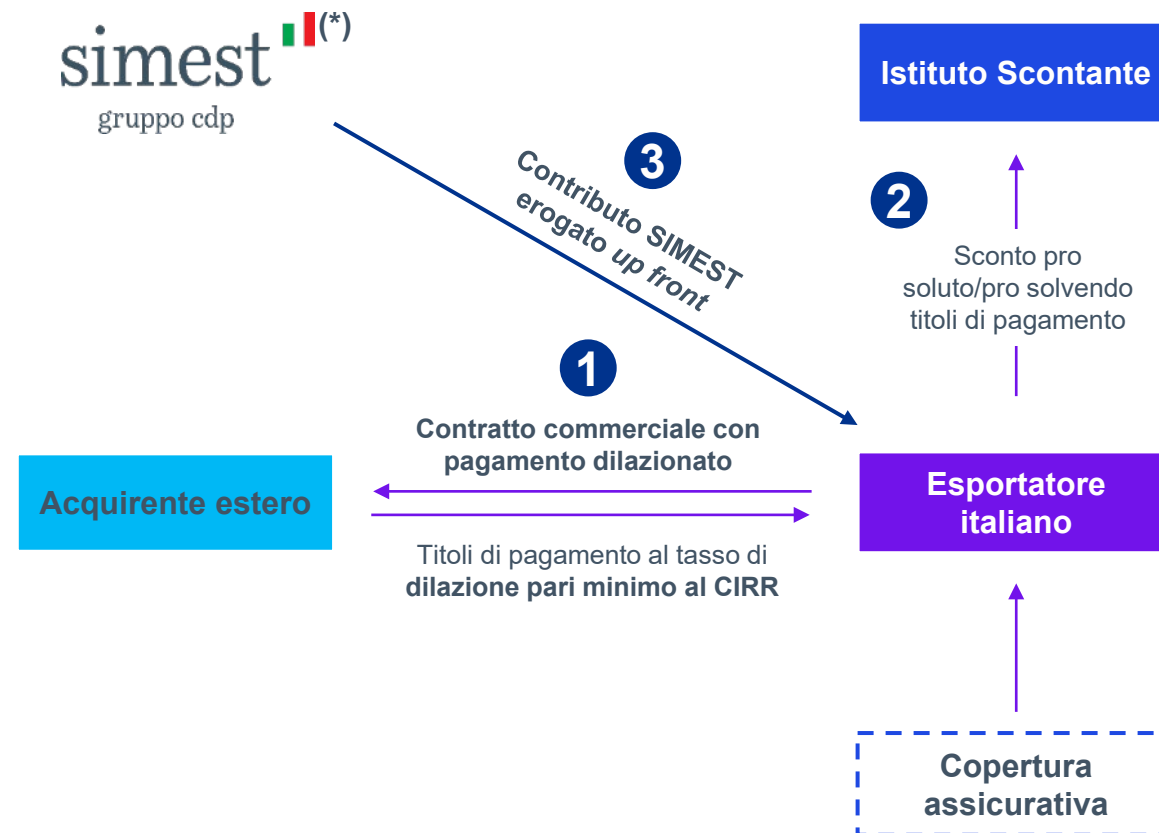 simest (*)
gruppo cdp
Istituto Scontante
3
Contributo SIMEST
erogato up front
2
Sconto pro
soluto/pro solvendo
titoli di pagamento
1
Contratto commerciale con
pagamento dilazionato
Acquirente estero
Esportatore
italiano
Titoli di pagamento al tasso di
dilazione pari minimo al CIRR
Copertura
assicurativa